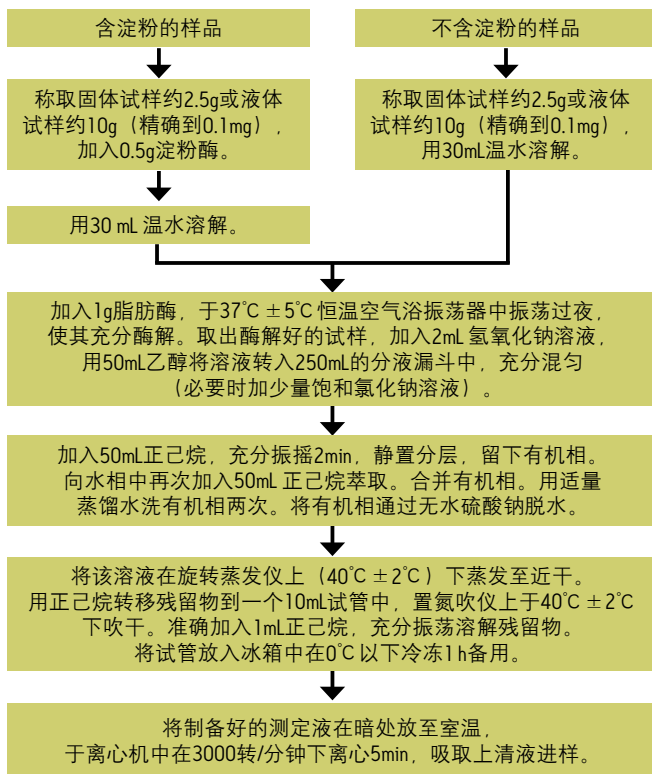 含淀粉的样品
不含淀粉的样品
称取固体试样约2.5g或液体
试样约10g（精确到0.1mg），
加入0.5g淀粉酶。
称取固体试样约2.5g或液体
试样约10g（精确到0.1mg），
用30mL温水溶解。
用30 mL 温水溶解。
加入1g脂肪酶，于37℃ ±5℃ 恒温空气浴振荡器中振荡过夜，
使其充分酶解。取出酶解好的试样，加入2mL 氢氧化钠溶液，
用50mL乙醇将溶液转入250mL的分液漏斗中，充分混匀
（必要时加少量饱和氯化钠溶液）。
加入50mL正己烷，充分振摇2min，静置分层，留下有机相。
向水相中再次加入50mL 正己烷萃取。合并有机相。用适量
蒸馏水洗有机相两次。将有机相通过无水硫酸钠脱水。
将该溶液在旋转蒸发仪上（40℃ ±2℃ ）下蒸发至近干。
用正己烷转移残留物到一个10mL试管中，置氮吹仪上于40℃ ±2℃
下吹干。准确加入1mL正己烷，充分振荡溶解残留物。
将试管放入冰箱中在0℃ 以下冷冻1 h备用。
将制备好的测定液在暗处放至室温，
于离心机中在3000转/分钟下离心5min，吸取上清液进样。